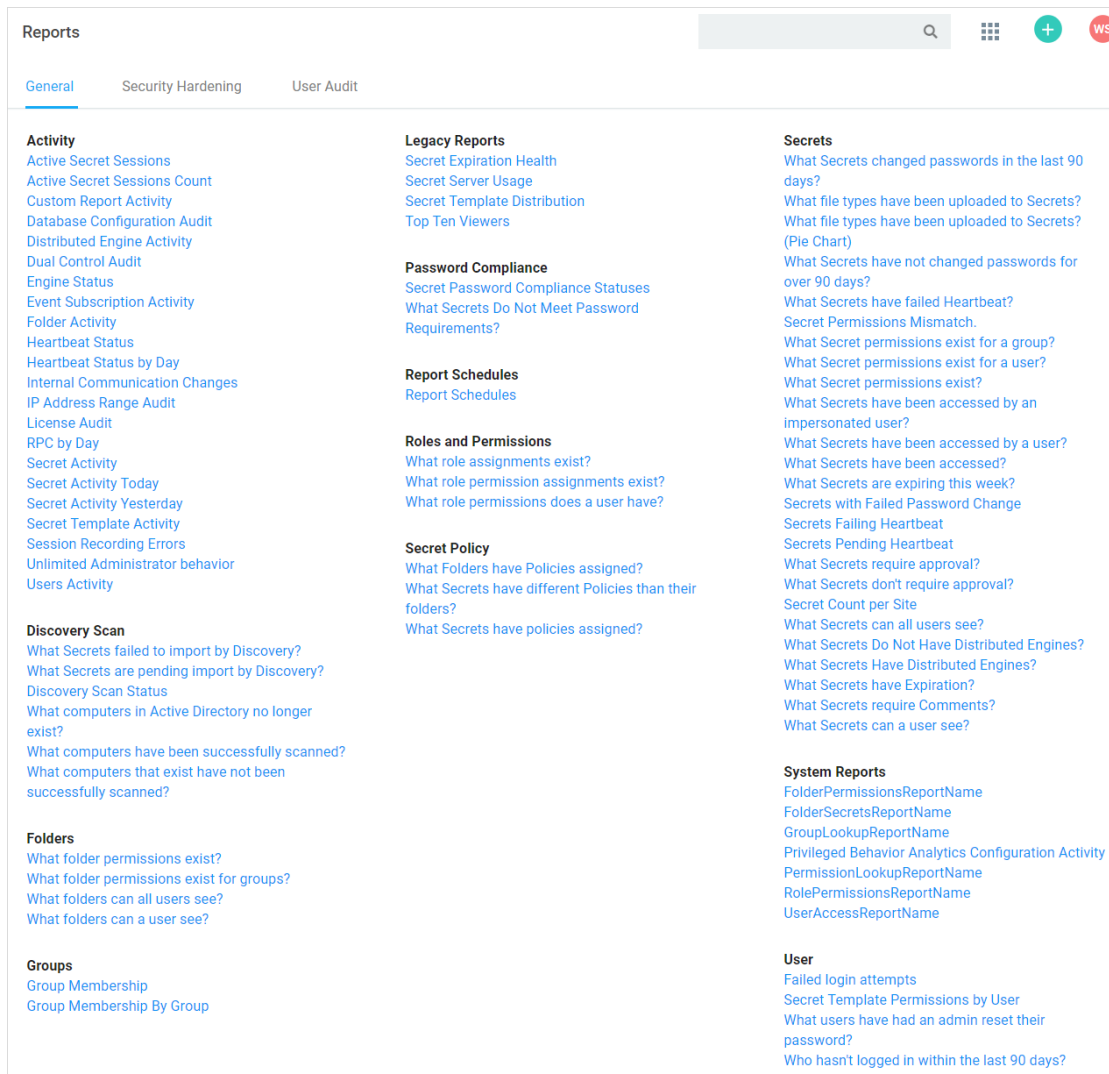 Reports
+
WS
General
Security Hardening
User Audit
Activity
Active Secret Sessions
Active Secret Sessions Count
Custom Report Activity
Database Configuration Audit
Distributed Engine Activity
Dual Control Audit
Engine Status
Event Subscription Activity
Folder Activity
Heartbeat Status
Heartbeat Status by Day
Internal Communication Changes
IP Address Range Audit
License Audit
RPC by Day
Secret Activity
Secret Activity Today
Secret Activity Yesterday
Secret Template Activity
Session Recording Errors
Unlimited Administrator behavior
Users Activity
Discovery Scan
What Secrets failed to import by Discovery?
What Secrets are pending import by Discovery?
Discovery Scan Status
What computers in Active Directory no longer
exist?
What computers have been successfully scanned?
What computers that exist have not been
successfully scanned?
Folders
What folder permissions exist?
What folder permissions exist for groups?
What folders can all users see?
What folders can a user see?
Groups
Group Membership
Group Membership By Group
Legacy Reports
Secret Expiration Health
Secret Server Usage
Secret Template Distribution
Top Ten Viewers
Password Compliance
Secret Password Compliance Statuses
What Secrets Do Not Meet Password
Requirements?
Report Schedules
Report Schedules
Roles and Permissions
What role assignments exist?
What role permission assignments exist?
What role permissions does a user have?
Secret Policy
What Folders have Policies assigned?
What Secrets have different Policies than their
folders?
What Secrets have policies assigned?
Secrets
What Secrets changed passwords in the last 90
days?
What file types have been uploaded to Secrets?
What file types have been uploaded to Secrets?
(Pie Chart)
What Secrets have not changed passwords for
over 90 days?
What Secrets have failed Heartbeat?
Secret Permissions Mismatch.
What Secret permissions exist for a group?
What Secret permissions exist for a user?
What Secret permissions exist?
What Secrets have been accessed by an
impersonated user?
What Secrets have been accessed by a user?
What Secrets have been accessed?
What Secrets are expiring this week?
Secrets with Failed Password Change
Secrets Failing Heartbeat
Secrets Pending Heartbeat
What Secrets require approval?
What Secrets don't require approval?
Secret Count per Site
What Secrets can all users see?
What Secrets Do Not Have Distributed Engines?
What Secrets Have Distributed Engines?
What Secrets have Expiration?
What Secrets require Comments?
What Secrets can a user see?
System Reports
FolderPermissionsReportName
FolderSecretsReportName
GroupLookupReportName
Privileged Behavior Analytics Configuration Activity
PermissionLookupReportName
RolePermissionsReportName
UserAccessReportName
User
Failed login attempts
Secret Template Permissions by User
What users have had an admin reset their
password?
Who hasn't logged in within the last 90 days?